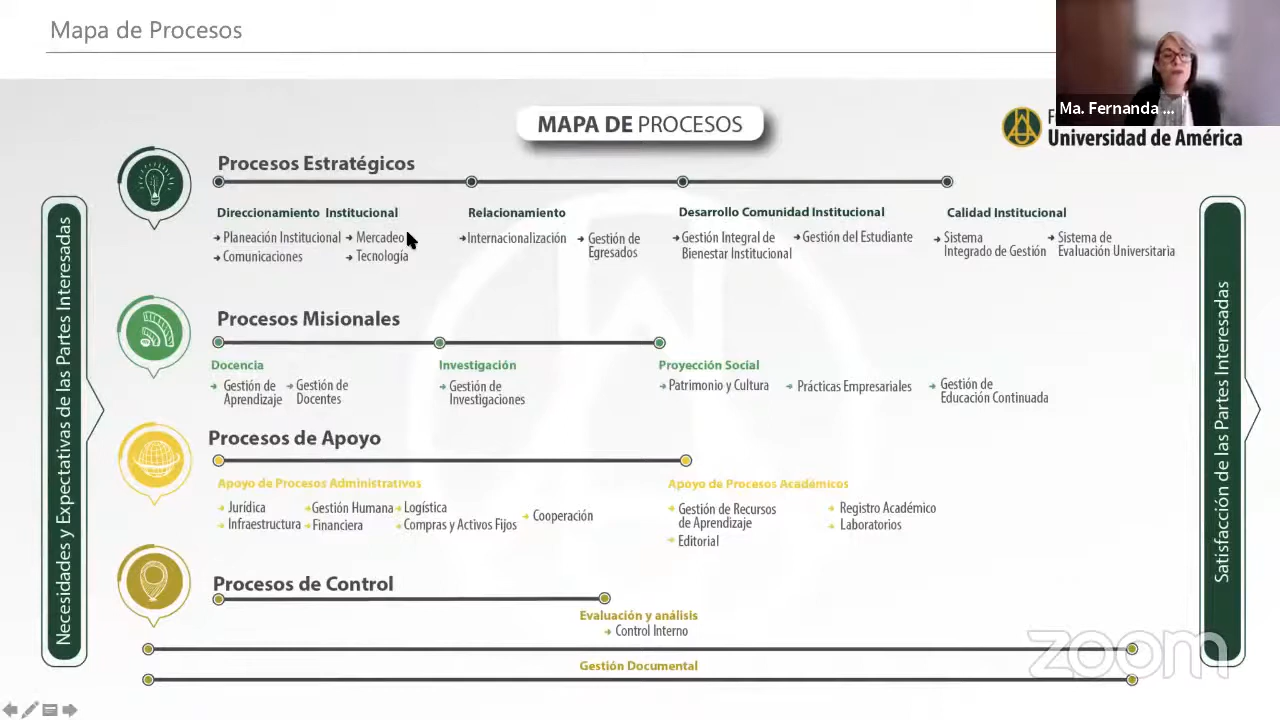 Mapa de Procesos
Ma. Fernanda ...
MAPA DE PROCESOS
Universidad de América
Necesidades y Expectativas de las Partes Interesadas
Procesos Estratégicos
Direccionamiento Institucional
Planeación Institucional
Mercadeo
Comunicaciones
Tecnología
Relacionamiento
Internacionalización
Gestión de
Egresados
Desarrollo Comunidad Institucional
Gestión Integral de
Bienestar Institucional
Gestión del Estudiante
Calidad Institucional
Sistema
Integrado de Gestión
Sistema de
Evaluación Universitaria
Procesos Misionales
Docencia
Gestión de
Aprendizaje
Gestión de
Docentes
Investigación
Gestión de
Investigaciones
Proyección Social
Patrimonio y Cultura
Prácticas Empresariales
Gestión de
Educación Continuada
Procesos de Apoyo
Apoyo de Procesos Administrativos
Jurídica
Gestión Humana
Logística
Infraestructura
Financiera
Compras y Activos Fijos
Cooperación
Apoyo de Procesos Académicos
Gestión de Recursos
de Aprendizaje
Editorial
Registro Académico
Laboratorios
Procesos de Control
Evaluación y análisis
Control Interno
Gestión Documental
Satisfacción de las Partes Interesadas
zoom